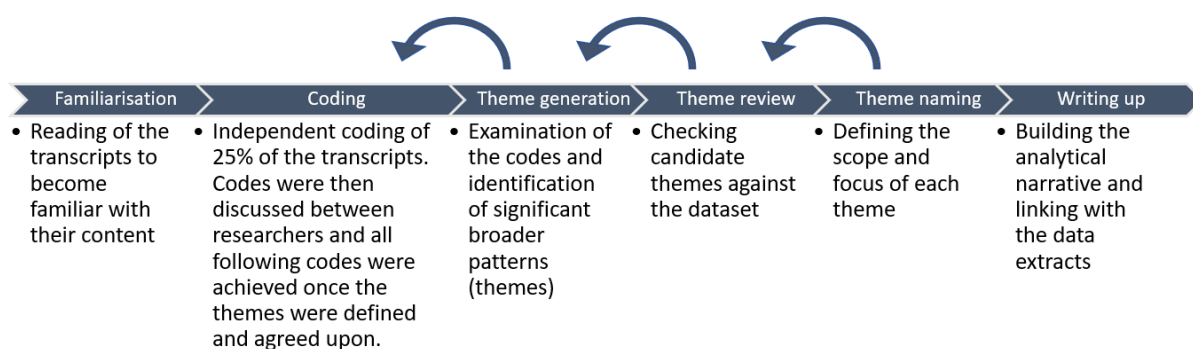 Familiarisation
Coding
Theme generation
Theme review
Theme naming
Writing up
• Reading of the
transcripts to
become
familiar with
their content
• Independent coding of
25% of the transcripts.
Codes were then
discussed between
researchers and all
following codes were
achieved once the
themes were defined
and agreed upon.
• Examination of
the codes and
identification
of significant
broader
patterns
(themes)
• Checking
candidate
themes against
the dataset
• Defining the
scope and
focus of each
theme
• Building the
analytical
narrative and
linking with
the data
extracts